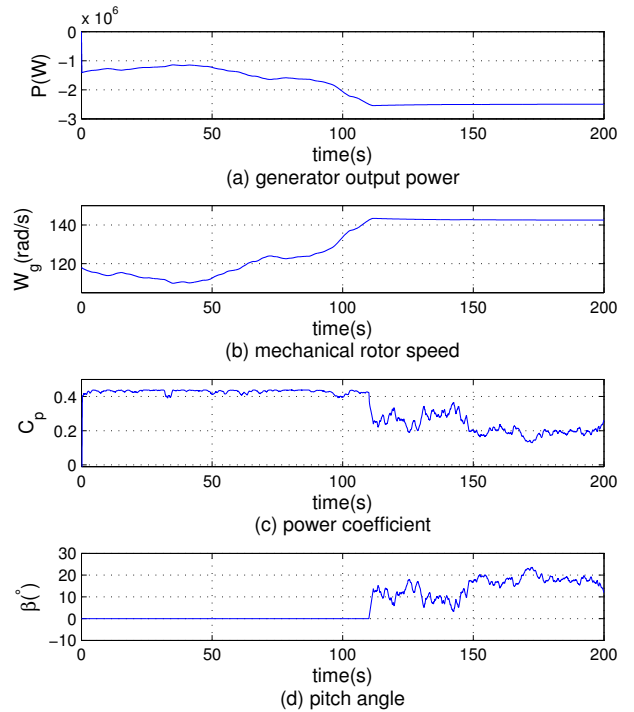 × 10⁶
0
−1
−2
−3
P(W)
0 50 100 150 200
time(s)
(a) generator output power
140
120
W_g(rad/s)
0 50 100 150 200
time(s)
(b) mechanical rotor speed
0.4
0.2
0
C_p
0 50 100 150 200
time(s)
(c) power coefficient
30
20
10
0
−10
β(°)
0 50 100 150 200
time(s)
(d) pitch angle